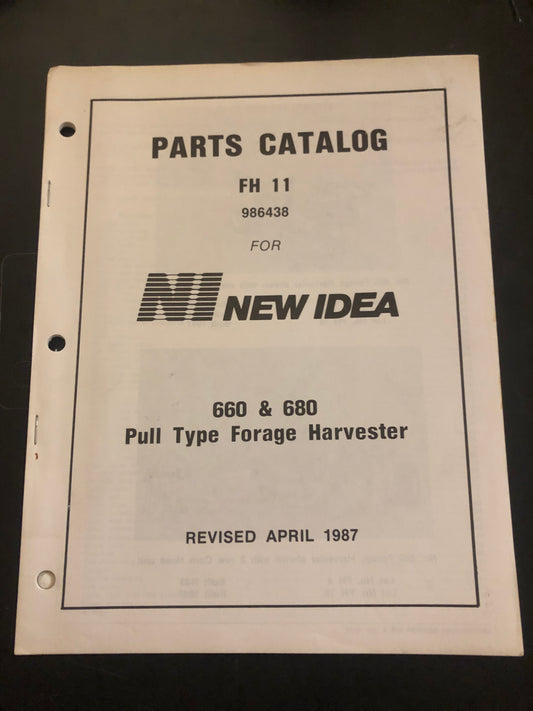 PARTS CATALOG
FH 11
986438
FOR
NI NEW IDEA
660 & 680
Pull Type Forage Harvester
REVISED APRIL 1987